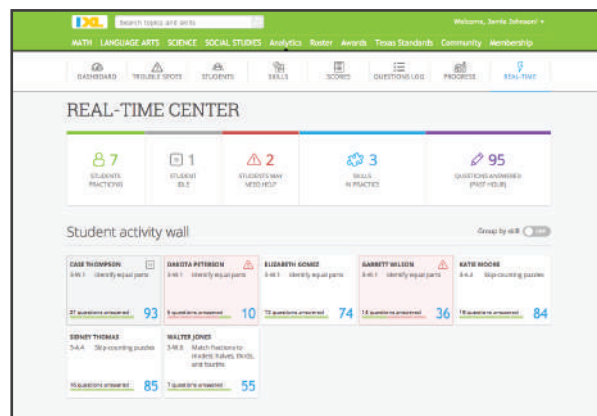 IXL Search topics and skills Welcome, Jamie Johnson!
MATH LANGUAGE ARTS SCIENCE SOCIAL STUDIES Analytics Roster Awards Texas Standards Community Membership
DASHBOARD TROUBLE SPOTS STUDENTS SKILLS SCORES QUESTIONS LOG PROGRESS REAL-TIME
REAL-TIME CENTER
7 1 2 3 95
STUDENTS STUDENT STUDENTS MAY SKILLS QUESTIONS ANSWERED
PRACTICING IDLE NEED HELP IN PRACTICE (PAST HOUR)
Student activity wall Group by skill OFF
CASE THOMPSON DAKOTA PETERSON ELIZABETH GOMEZ GARRETT WILSON KATIE MOORE
Identify equal parts Identify equal parts Identify equal parts Identify equal parts Skip-counting puzzles
questions answered 93 questions answered 10 questions answered 74 questions answered 36 questions answered 84
SIDNEY THOMAS WALTER JONES
Skip-counting puzzles Match fractions to
models: halves, thirds,
and fourths
questions answered 85 7 questions answered 55